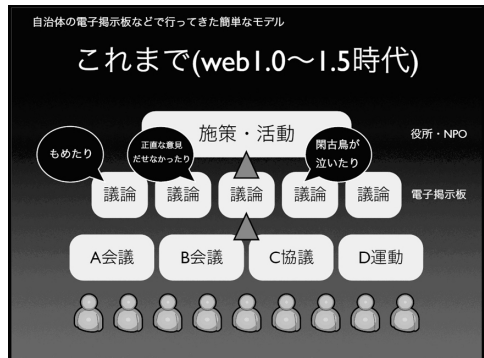 自治体の電子掲示板などで行ってきた簡単なモデル
これまで(web1.0〜1.5時代)
施策・活動
役所・NPO
もめたり
正直な意見
だせなかったり
閑古鳥が
泣いたり
議論
議論
議論
議論
議論
電子掲示板
A会議
B会議
C協議
D運動